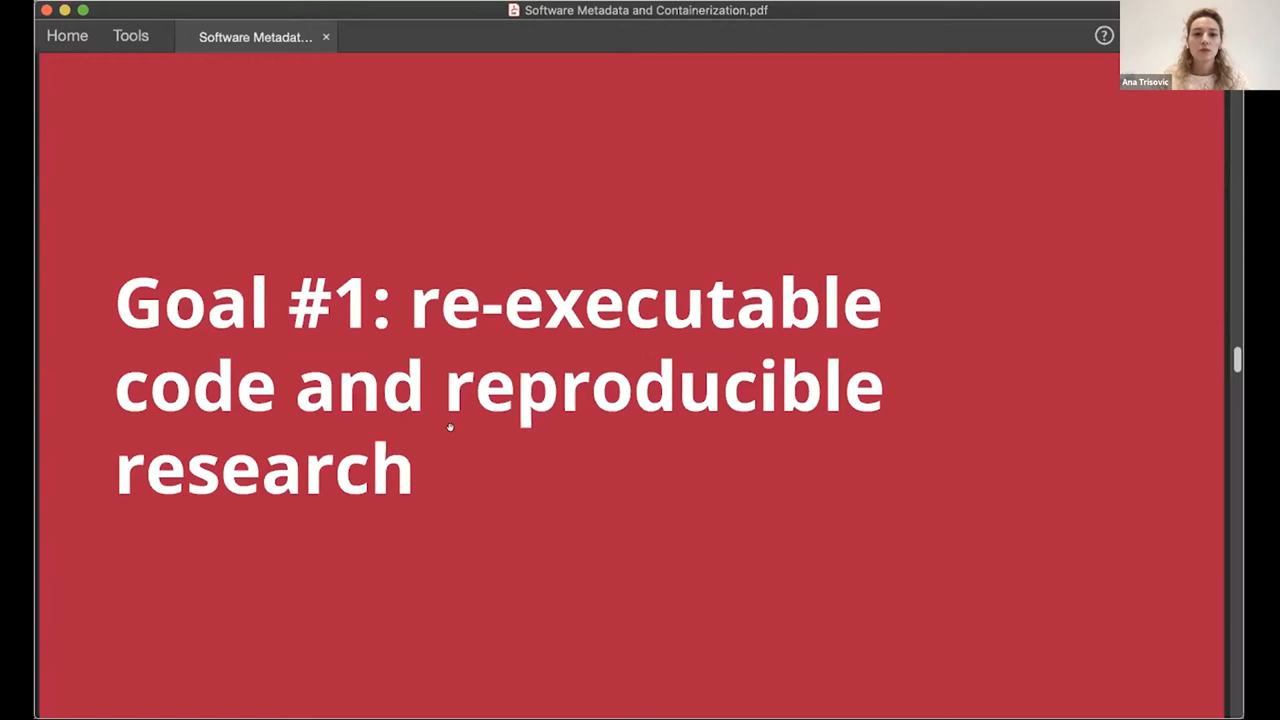 Software Metadata and Containerization.pdf
Home Tools Software Metadat... ×
?
Ana Trisovic
Goal #1: re-executable
code and reproducible
research